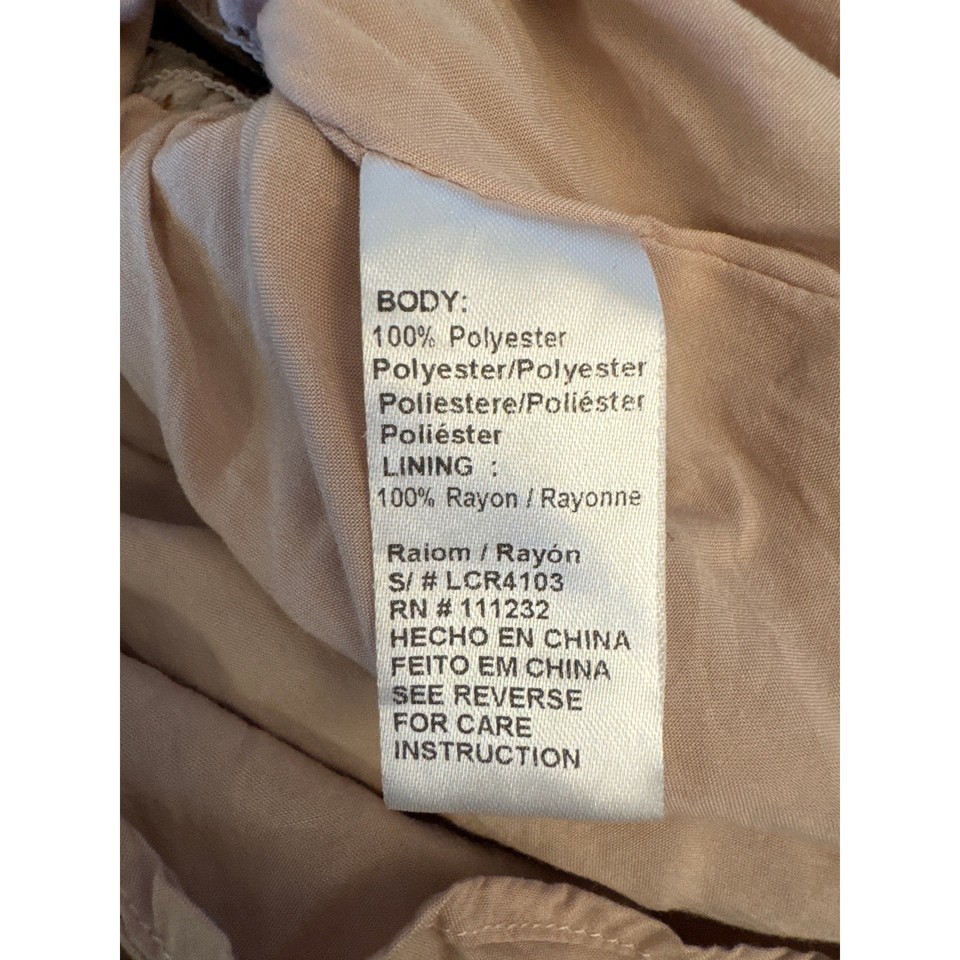 BODY:
100% Polyester
Polyester/Polyester
Poliestere/Poliéster
Poliéster
LINING :
100% Rayon / Rayonne
Raiom / Rayón
S/ # LCR4103
RN # 111232
HECHO EN CHINA
FEITO EM CHINA
SEE REVERSE
FOR CARE
INSTRUCTION